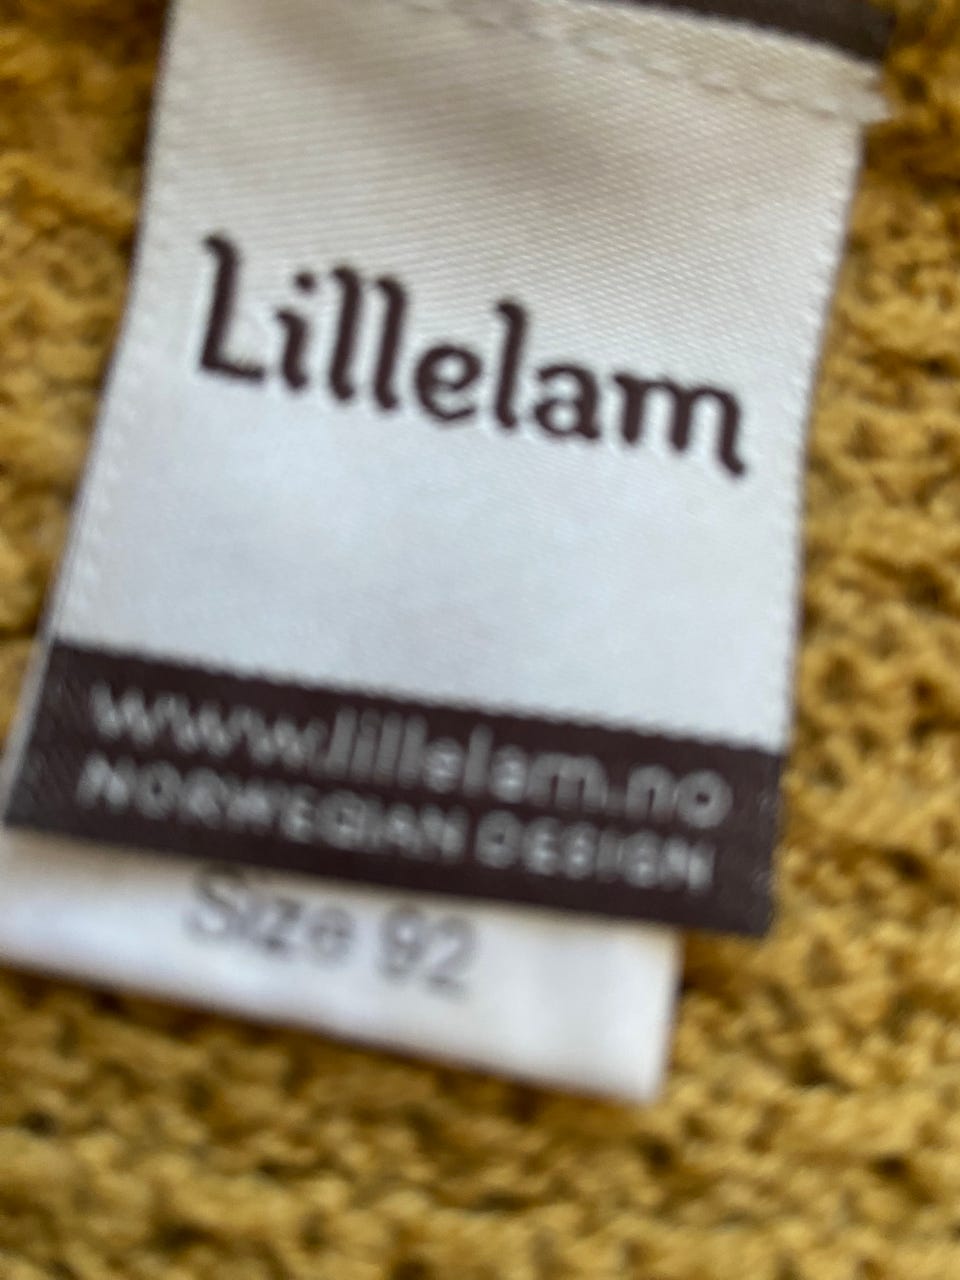 Lillelam
www.lillelam.no
NORWEGIAN DESIGN
Size 92